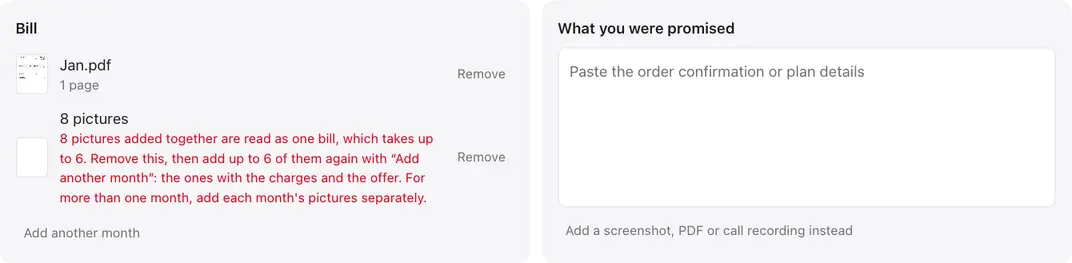 Bill
Jan.pdf
1 page
Remove
8 pictures
8 pictures added together are read as one bill, which takes up
to 6. Remove this, then add up to 6 of them again with “Add
another month”: the ones with the charges and the offer. For
more than one month, add each month's pictures separately.
Remove
Add another month
What you were promised
Paste the order confirmation or plan details
Add a screenshot, PDF or call recording instead